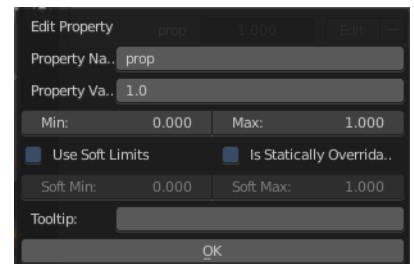 Edit Property prop 1.000 Edit
Property Na.. prop
Property Va.. 1.0
Min: 0.000 Max: 1.000
Use Soft Limits Is Statically Overrida..
Soft Min: 0.000 Soft Max: 1.000
Tooltip:
OK